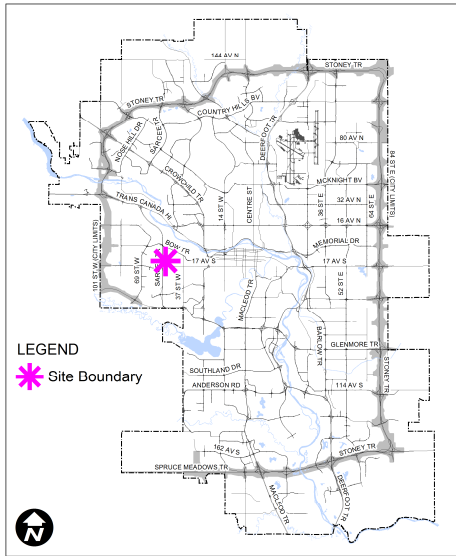 144 AV N
STONEY TR
STONEY TR
COUNTRY HILLS BV
NOSE HILL DR
SARCEE TR
DEERFOOT TR
80 AV N
84 ST E (CITY LIMITS)
CROWCHILD TR
MCKNIGHT BV
TRANS CANADA HI
14 ST W
CENTRE ST
36 ST E
32 AV N
64 ST E
16 AV N
101 ST W (CITY LIMITS)
BOW TR
MEMORIAL DR
69 ST W
17 AV S
17 AV S
37 ST W
MACLEOD TR
52 ST E
BARLOW TR
GLENMORE TR
STONEY TR
LEGEND
Site Boundary
SOUTHLAND DR
ANDERSON RD
114 AV S
162 AV S
STONEY TR
SPRUCE MEADOWS TR
MACLEOD TR
DEERFOOT TR
N